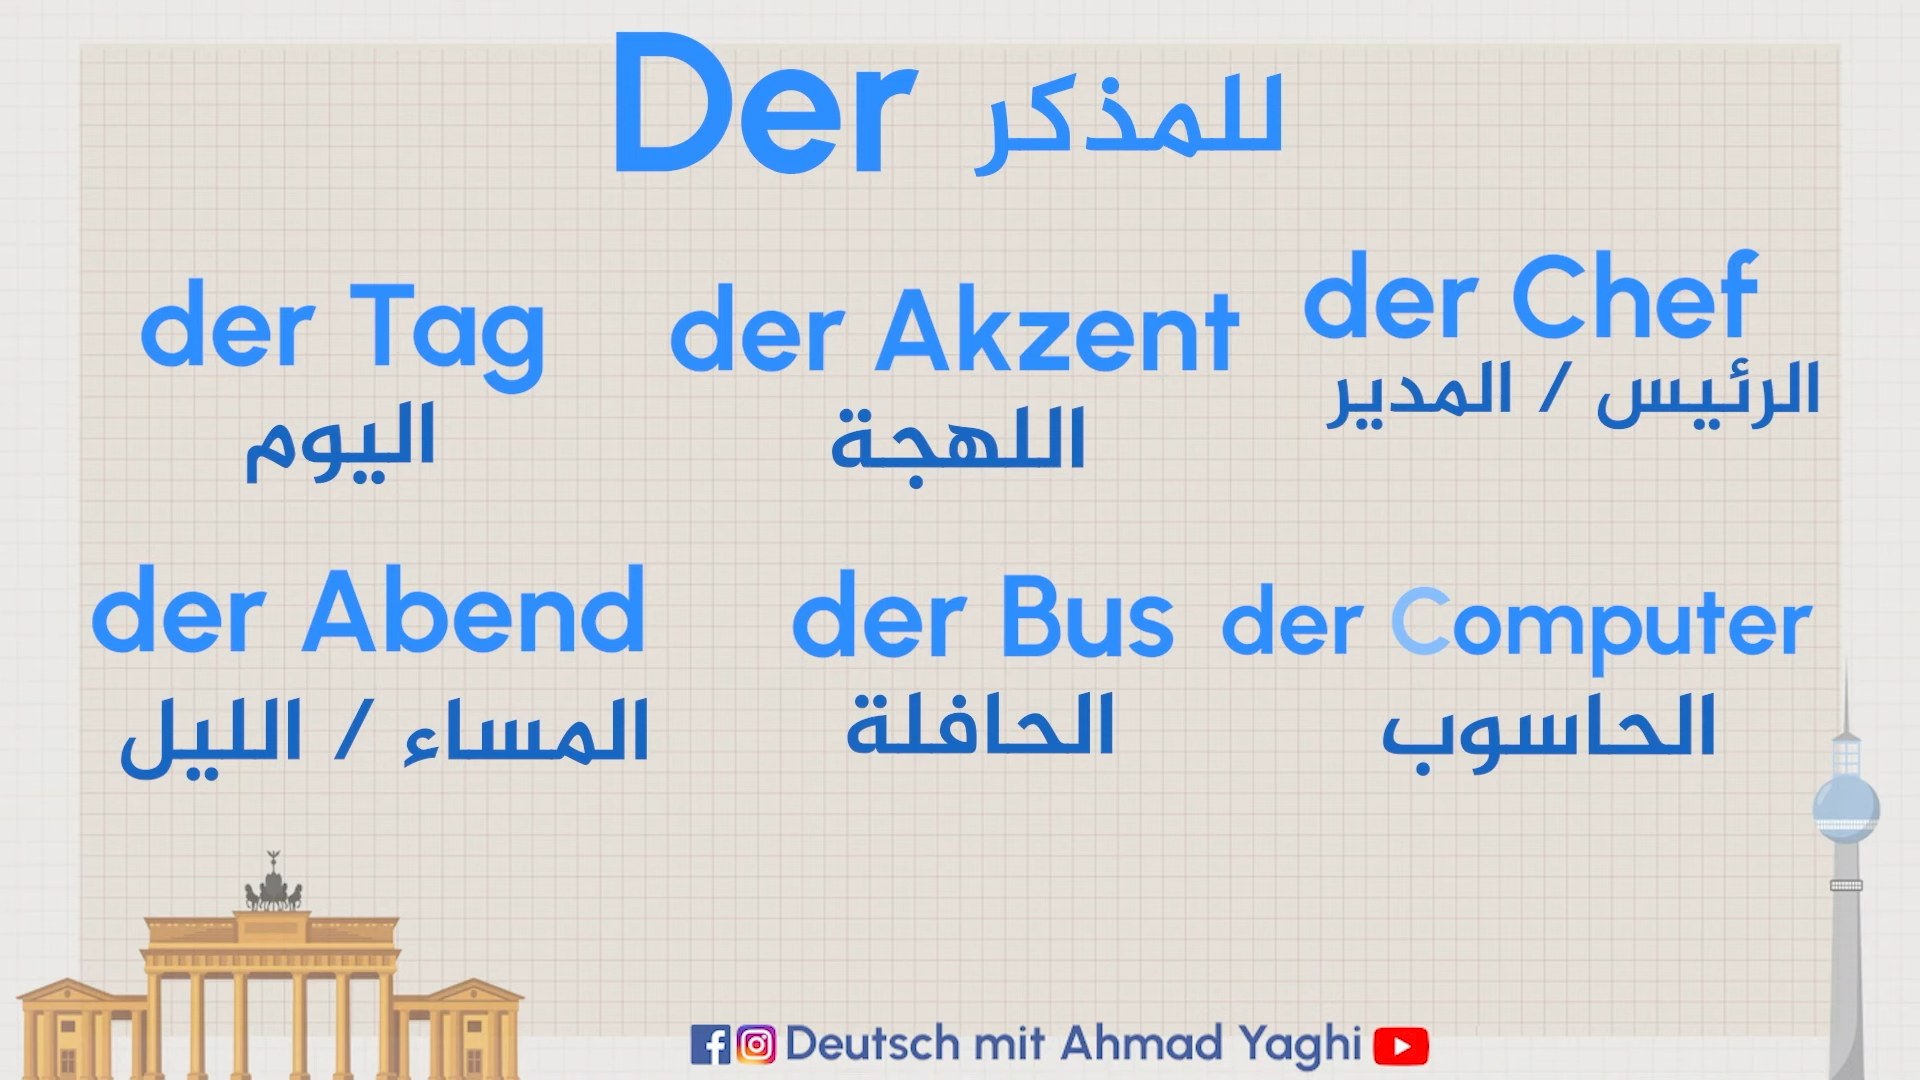 Der للمذكر
der Tag
اليوم
der Akzent
اللهجة
der Chef
الرئيس / المدير
der Abend
المساء / الليل
der Bus
الحافلة
der Computer
الحاسوب
Deutsch mit Ahmad Yaghi